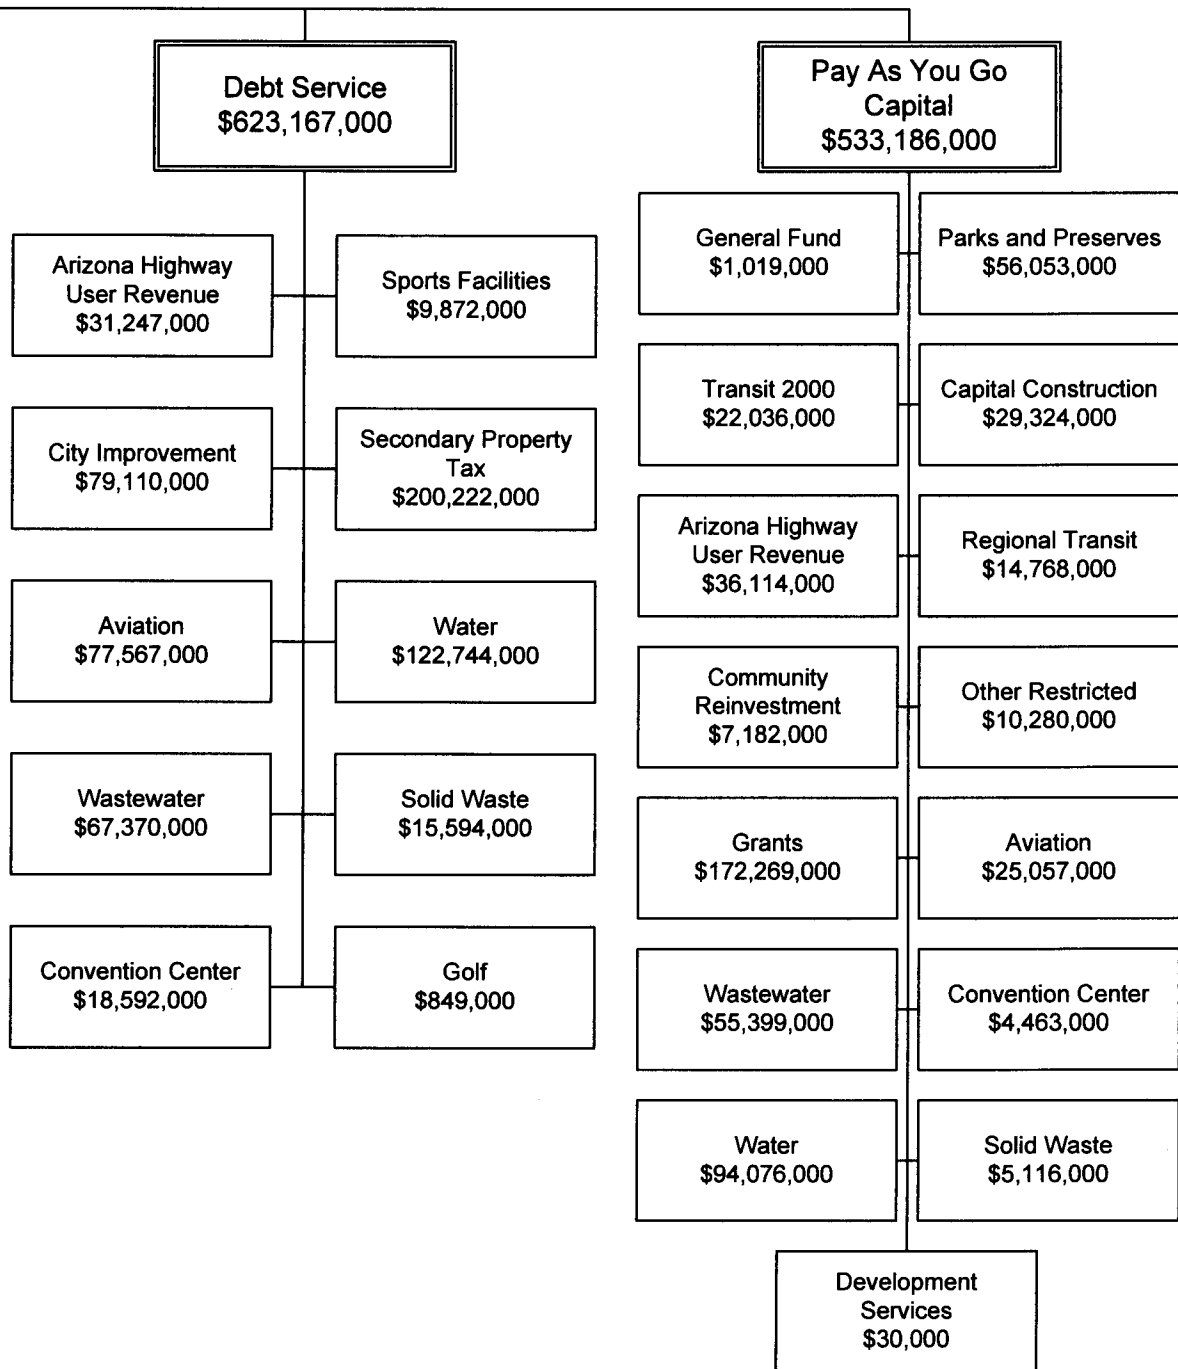 Debt Service
$623,167,000
Arizona Highway
User Revenue
$31,247,000
Sports Facilities
$9,872,000
City Improvement
$79,110,000
Secondary Property
Tax
$200,222,000
Aviation
$77,567,000
Water
$122,744,000
Wastewater
$67,370,000
Solid Waste
$15,594,000
Convention Center
$18,592,000
Golf
$849,000
Pay As You Go
Capital
$533,186,000
General Fund
$1,019,000
Parks and Preserves
$56,053,000
Transit 2000
$22,036,000
Capital Construction
$29,324,000
Arizona Highway
User Revenue
$36,114,000
Regional Transit
$14,768,000
Community
Reinvestment
$7,182,000
Other Restricted
$10,280,000
Grants
$172,269,000
Aviation
$25,057,000
Wastewater
$55,399,000
Convention Center
$4,463,000
Water
$94,076,000
Solid Waste
$5,116,000
Development
Services
$30,000